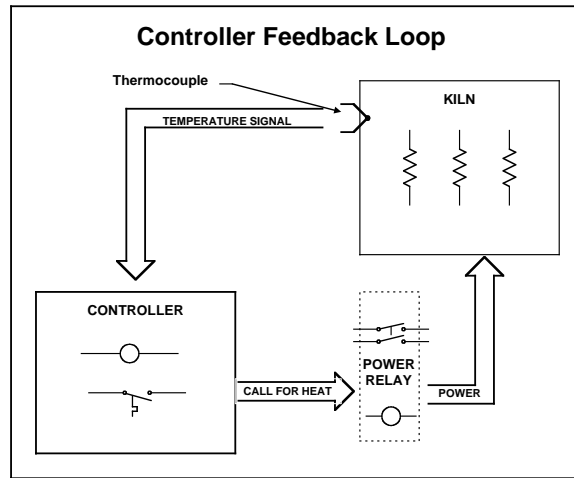 Controller Feedback Loop
Thermocouple
KILN
TEMPERATURE SIGNAL
CONTROLLER
POWER
RELAY
CALL FOR HEAT
POWER